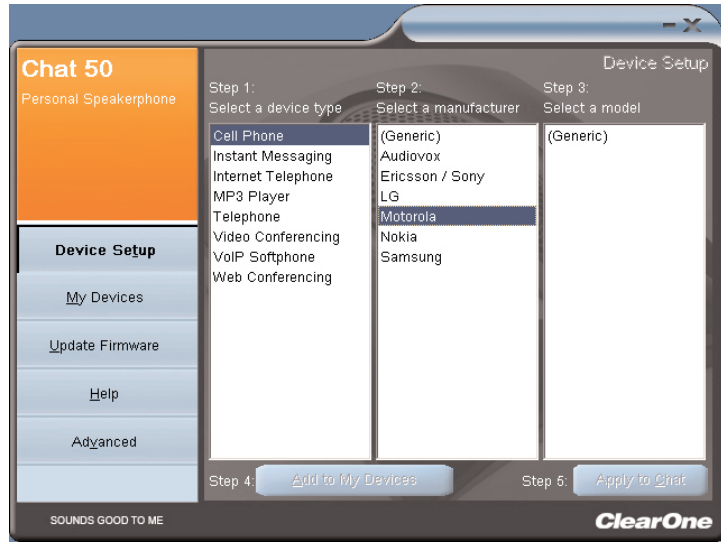 Chat 50
Personal Speakerphone
Device Setup
My Devices
Update Firmware
Help
Advanced
SOUNDS GOOD TO ME
Device Setup
Step 1:
Select a device type
Cell Phone
Instant Messaging
Internet Telephone
MP3 Player
Telephone
Video Conferencing
VoIP Softphone
Web Conferencing
Step 2:
Select a manufacturer
(Generic)
Audiovox
Ericsson / Sony
LG
Motorola
Nokia
Samsung
Step 3:
Select a model
(Generic)
Step 4:
Add to My Devices
Step 5:
Apply to Chat
ClearOne